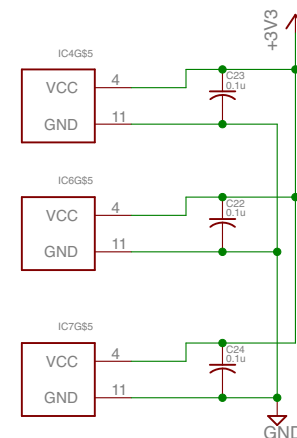 +3V3
IC4G$5
VCC 4
GND 11
C23
0.1u
IC6G$5
VCC 4
GND 11
C22
0.1u
IC7G$5
VCC 4
GND 11
C24
0.1u
GND